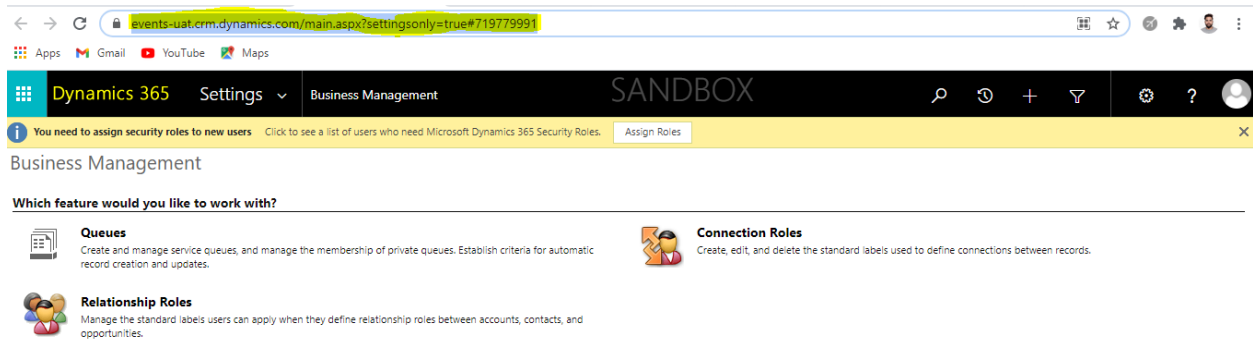 events-uat.crm.dynamics.com/main.aspx?settingsonly=true#719779991
Apps Gmail YouTube Maps
Dynamics 365 Settings Business Management SANDBOX ?
You need to assign security roles to new users Click to see a list of users who need Microsoft Dynamics 365 Security Roles. Assign Roles
Business Management
Which feature would you like to work with?
Queues
Create and manage service queues, and manage the membership of private queues. Establish criteria for automatic
record creation and updates.
Connection Roles
Create, edit, and delete the standard labels used to define connections between records.
Relationship Roles
Manage the standard labels users can apply when they define relationship roles between accounts, contacts, and
opportunities.